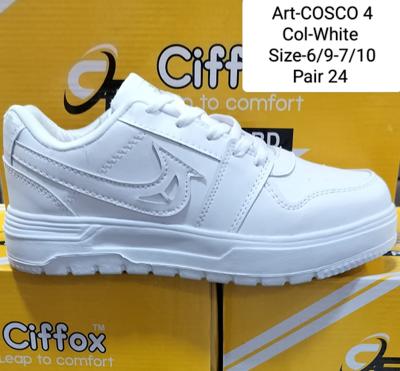 Art-COSCO 4
Col-White
Size-6/9-7/10
Pair 24
Ciffox
Leap to comfort
Ciffox™
Leap to comfort